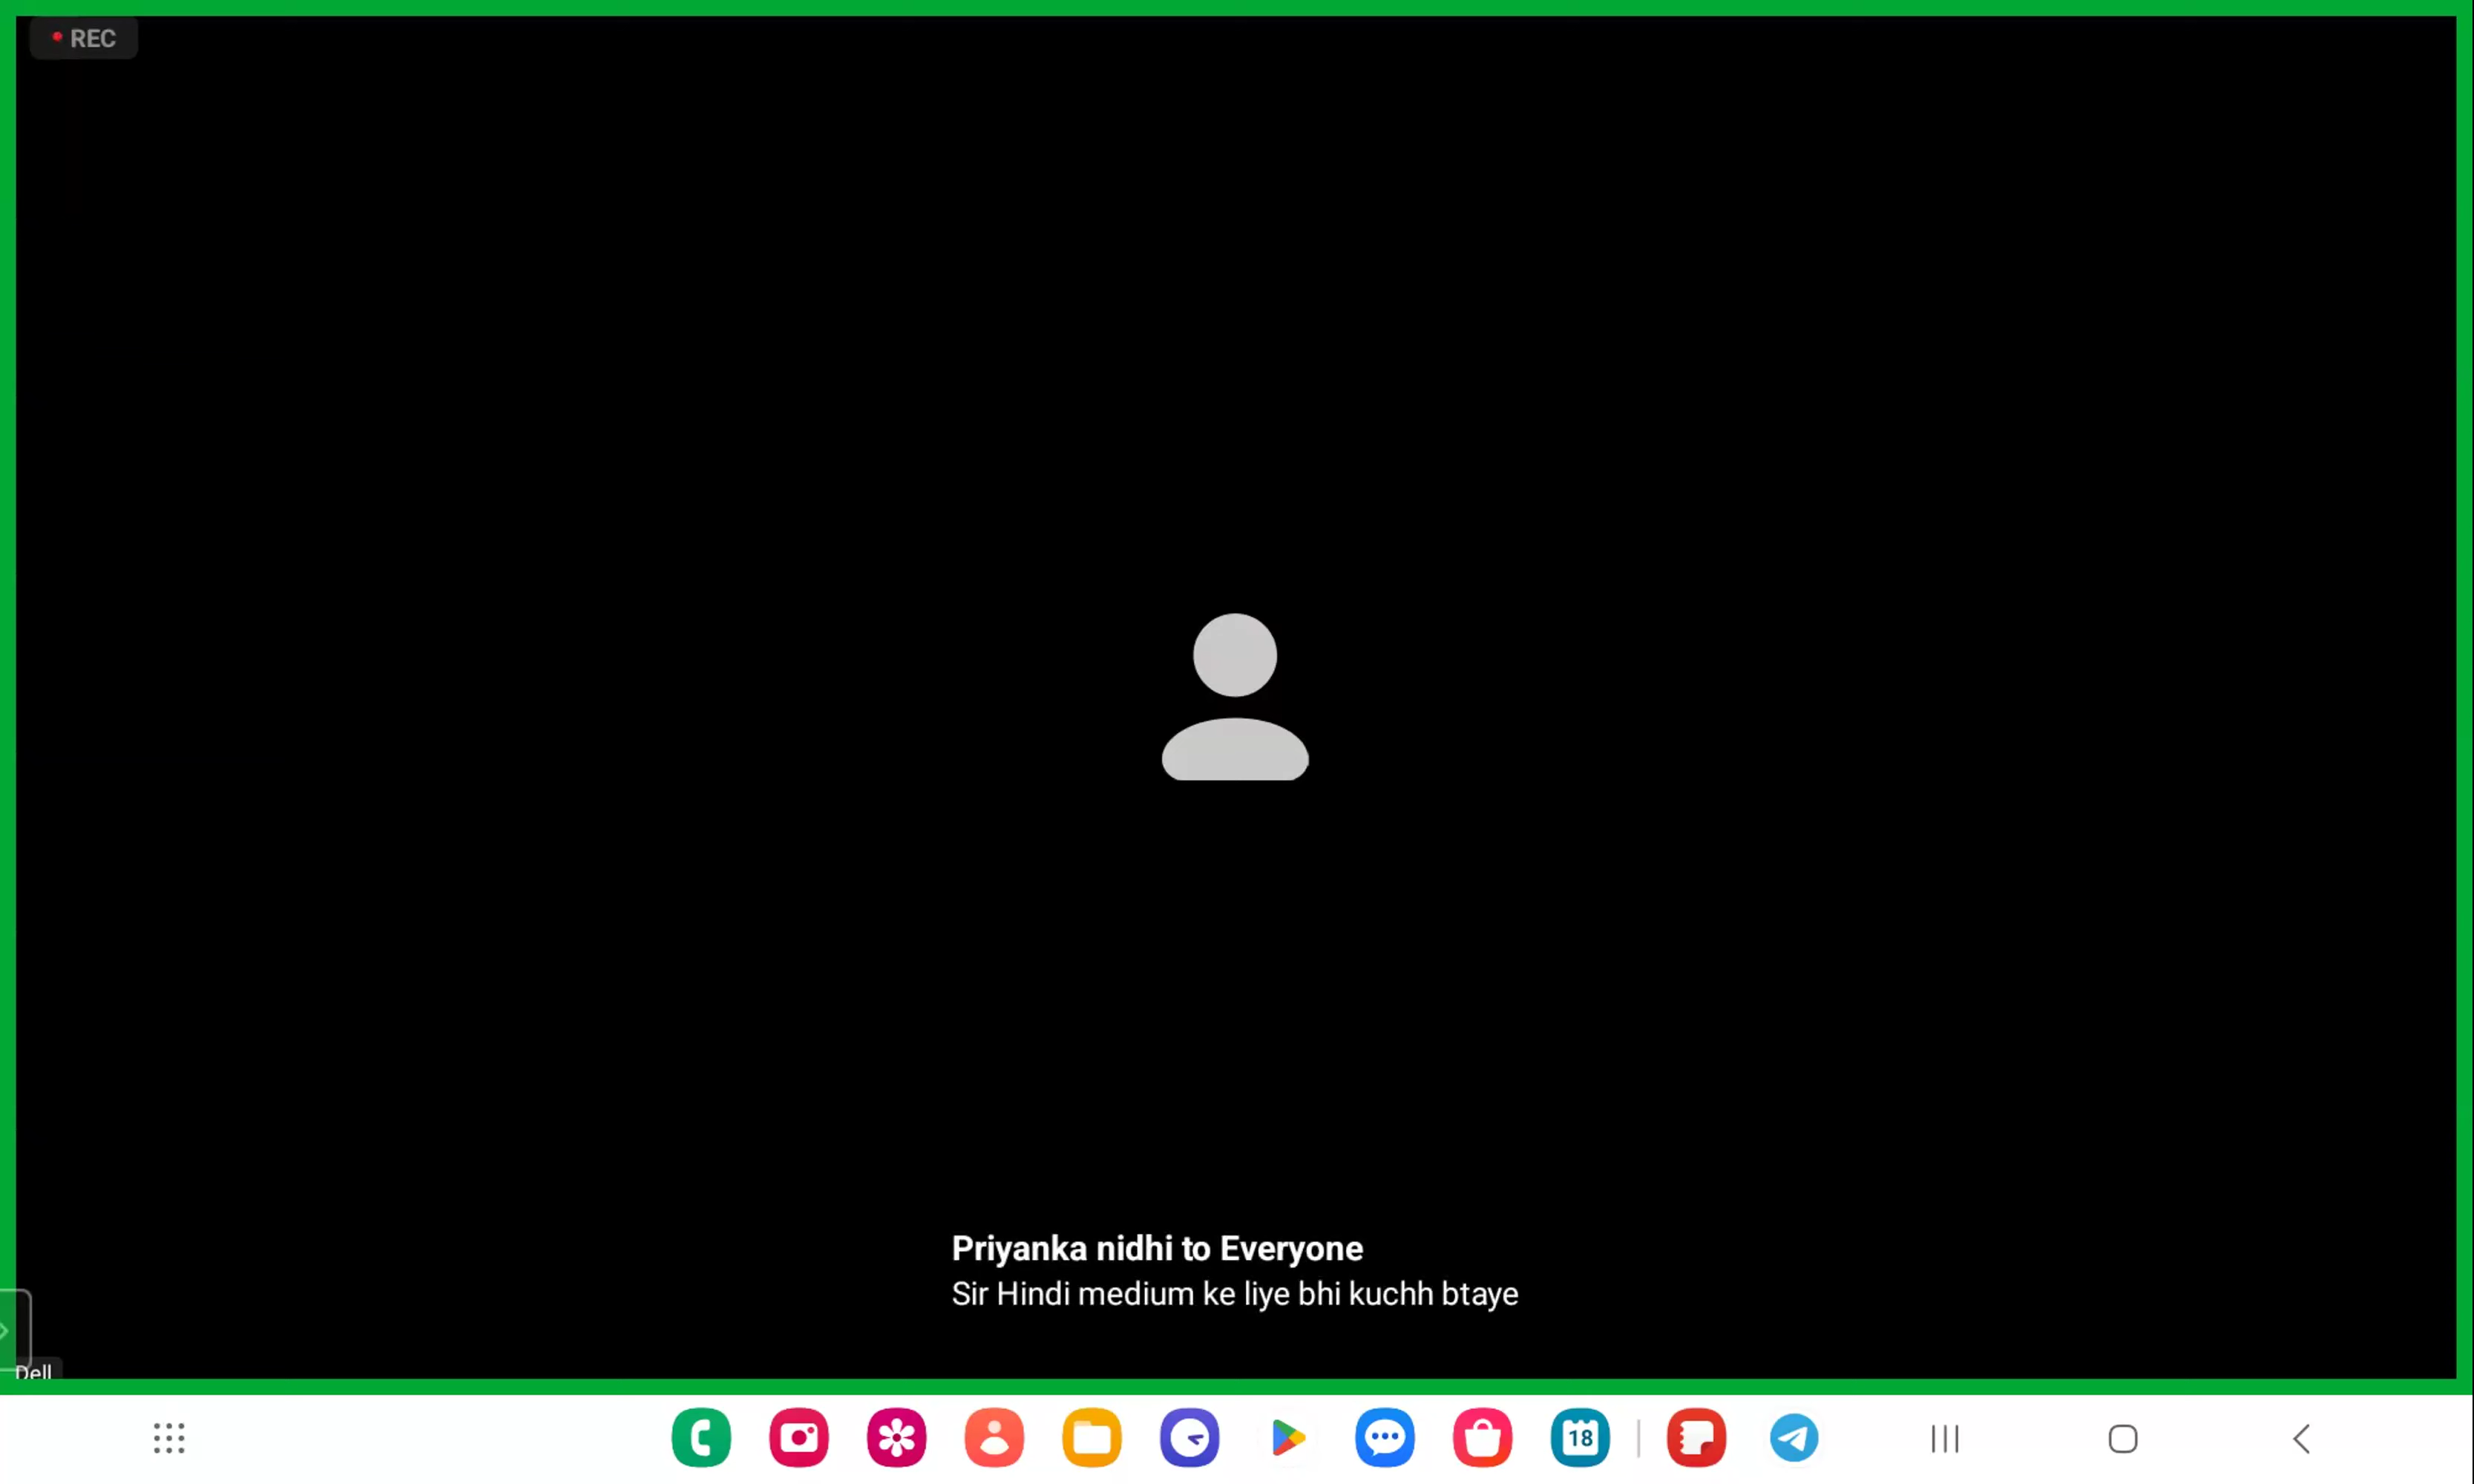 REC
Priyanka nidhi to Everyone
Sir Hindi medium ke liye bhi kuchh btaye
Dell
18